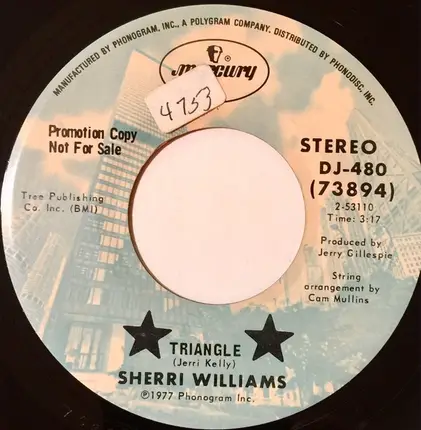 MANUFACTURED BY PHONOGRAM, INC., A POLYGRAM COMPANY, DISTRIBUTED BY PHONODISC, INC.
mercury
®
4753
Promotion Copy
Not For Sale
STEREO
DJ-480
(73894)
2-53110
Time: 3:17
Tree Publishing
Co. Inc. (BMI)
Produced by
Jerry Gillespie
String
arrangement by
Cam Mullins
TRIANGLE
(Jerri Kelly)
SHERRI WILLIAMS
℗1977 Phonogram Inc.